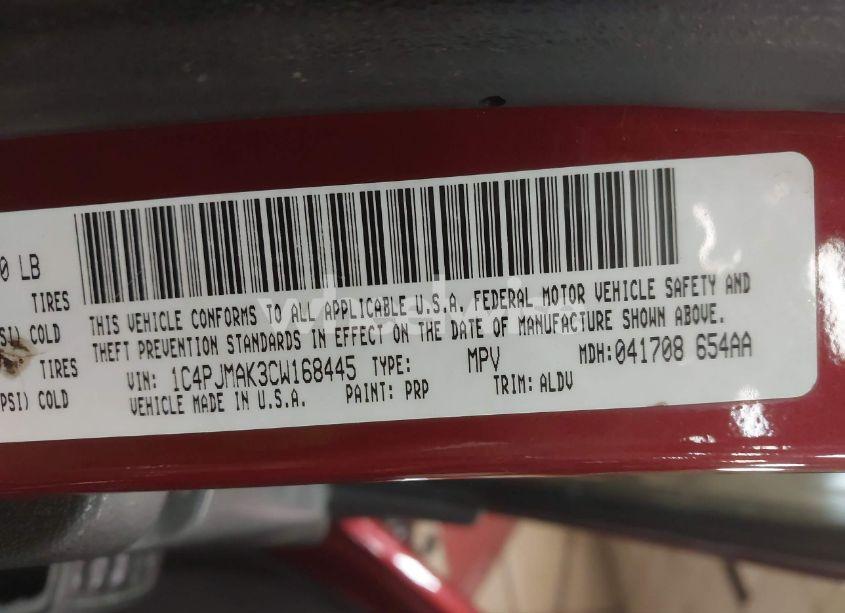 0 LB
TIRES
SI) COLD
TIRES
PSI) COLD
THIS VEHICLE CONFORMS TO ALL APPLICABLE U.S.A. FEDERAL MOTOR VEHICLE SAFETY AND
THEFT PREVENTION STANDARDS IN EFFECT ON THE DATE OF MANUFACTURE SHOWN ABOVE.
VIN: 1C4PJMAK3CW168445 TYPE: MPV MDH:041708 654AA
VEHICLE MADE IN U.S.A. PAINT: PRP TRIM: ALDV